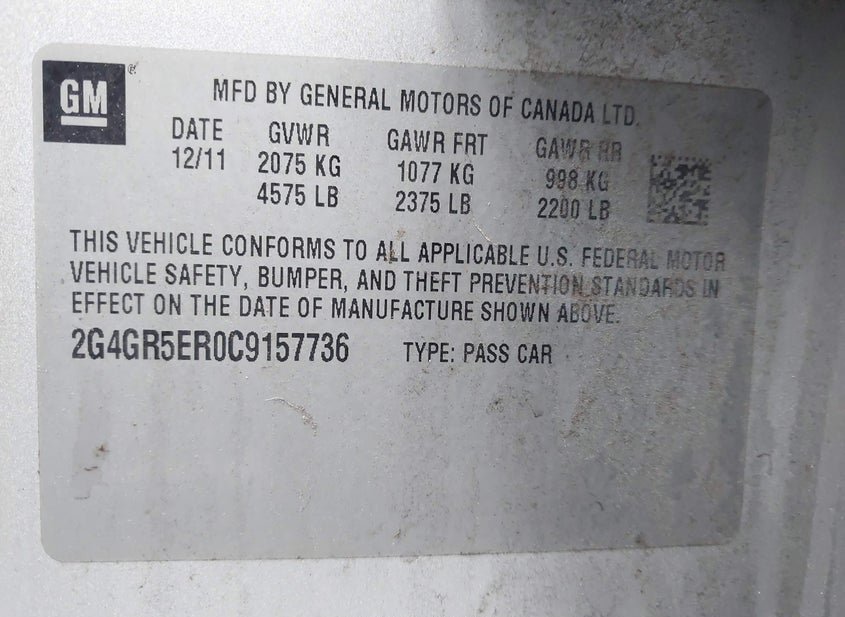 GM ®
MFD BY GENERAL MOTORS OF CANADA LTD.
DATE GVWR GAWR FRT GAWR RR
12/11 2075 KG 1077 KG 998 KG
4575 LB 2375 LB 2200 LB
THIS VEHICLE CONFORMS TO ALL APPLICABLE U.S. FEDERAL MOTOR
VEHICLE SAFETY, BUMPER, AND THEFT PREVENTION STANDARDS IN
EFFECT ON THE DATE OF MANUFACTURE SHOWN ABOVE.
2G4GR5ER0C9157736 TYPE: PASS CAR